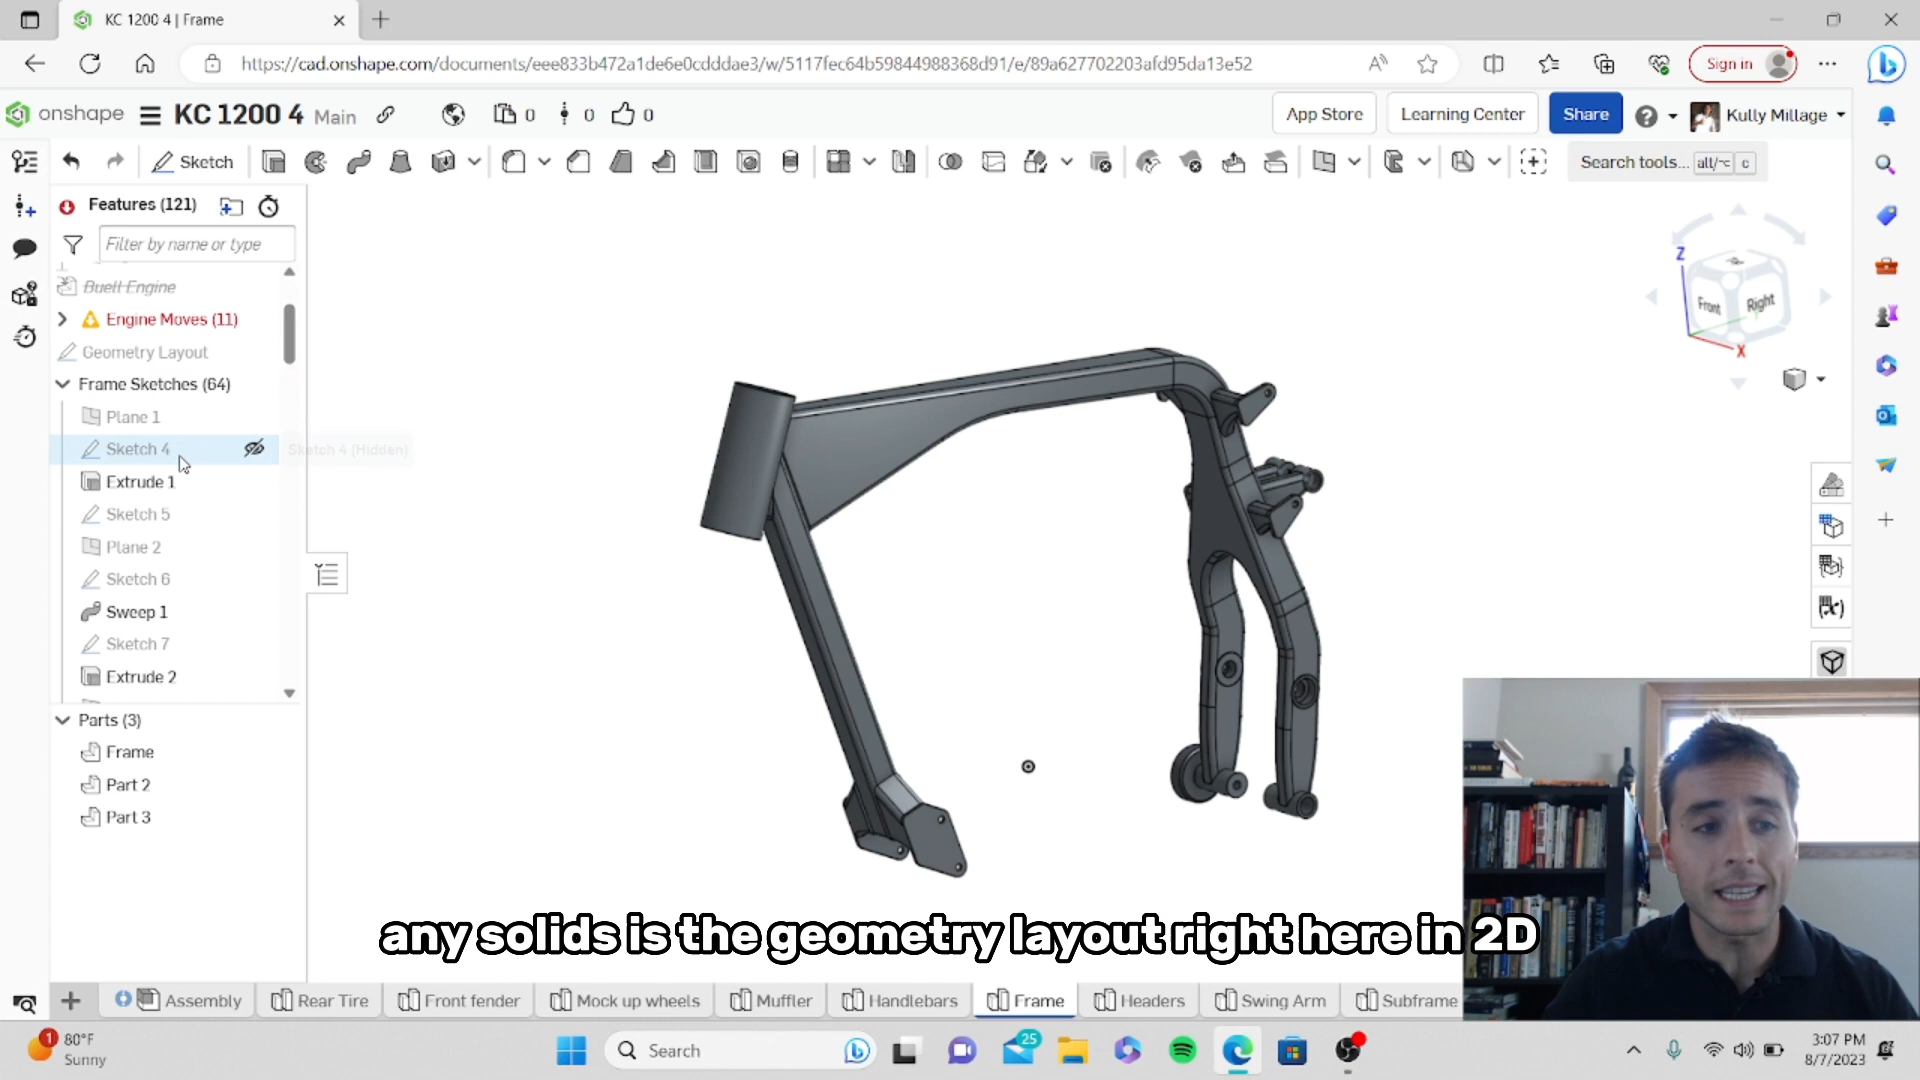 KC 1200 4 | Frame
https://cad.onshape.com/documents/eee833b472a1de6e0cdddae3/w/5117fec64b59844988368d91/e/89a627702203afd95da13e52
Sign in
onshape
KC 1200 4 Main
0
0
0
App Store
Learning Center
Share
Kully Millage
Sketch
Search tools... alt/⌥ c
Features (121)
Filter by name or type
Buell Engine
Engine Moves (11)
Geometry Layout
Frame Sketches (64)
Plane 1
Sketch 4
Sketch 4 (Hidden)
Extrude 1
Sketch 5
Plane 2
Sketch 6
Sweep 1
Sketch 7
Extrude 2
Parts (3)
Frame
Part 2
Part 3
Z
Front
Right
X
any solids is the geometry layout right here in 2D
Assembly
Rear Tire
Front fender
Mock up wheels
Muffler
Handlebars
Frame
Headers
Swing Arm
Subframe
1
80°F
Sunny
Search
25
3:07 PM
8/7/2023